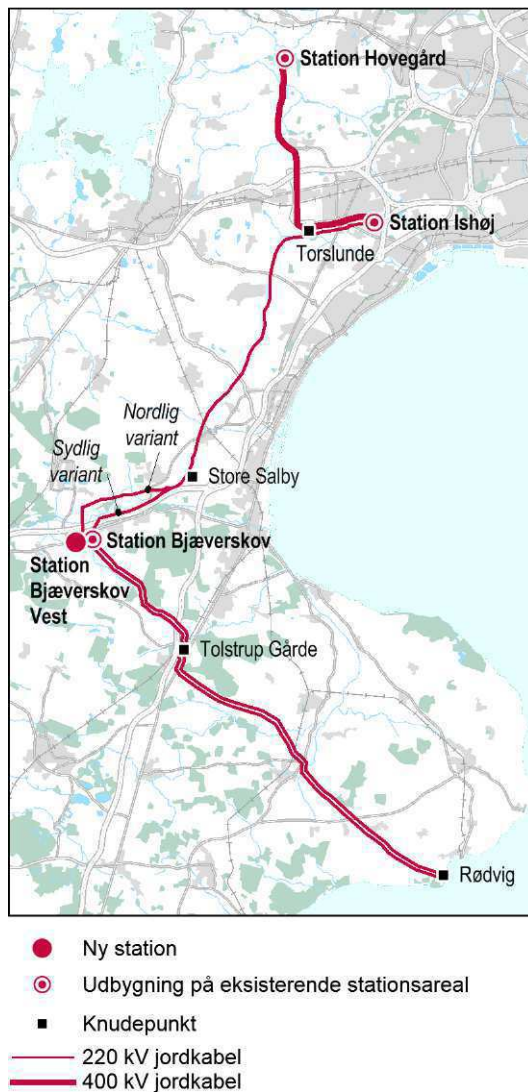 Station Hovegård
Station Ishøj
Torslunde
Nordlig
variant
Sydlig
variant
Store Salby
Station Bjæverskov
Station
Bjæverskov
Vest
Tolstrup Gårde
Rødvig
Ny station
Udbygning på eksisterende stationsareal
Knudepunkt
220 kV jordkabel
400 kV jordkabel